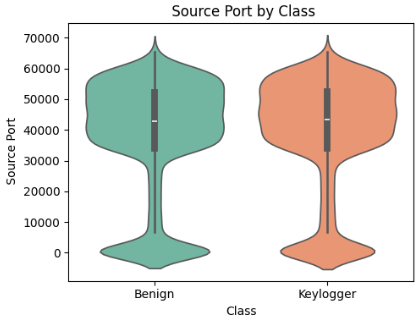 Source Port by Class
Source Port
70000
60000
50000
40000
30000
20000
10000
0
Benign
Keylogger
Class